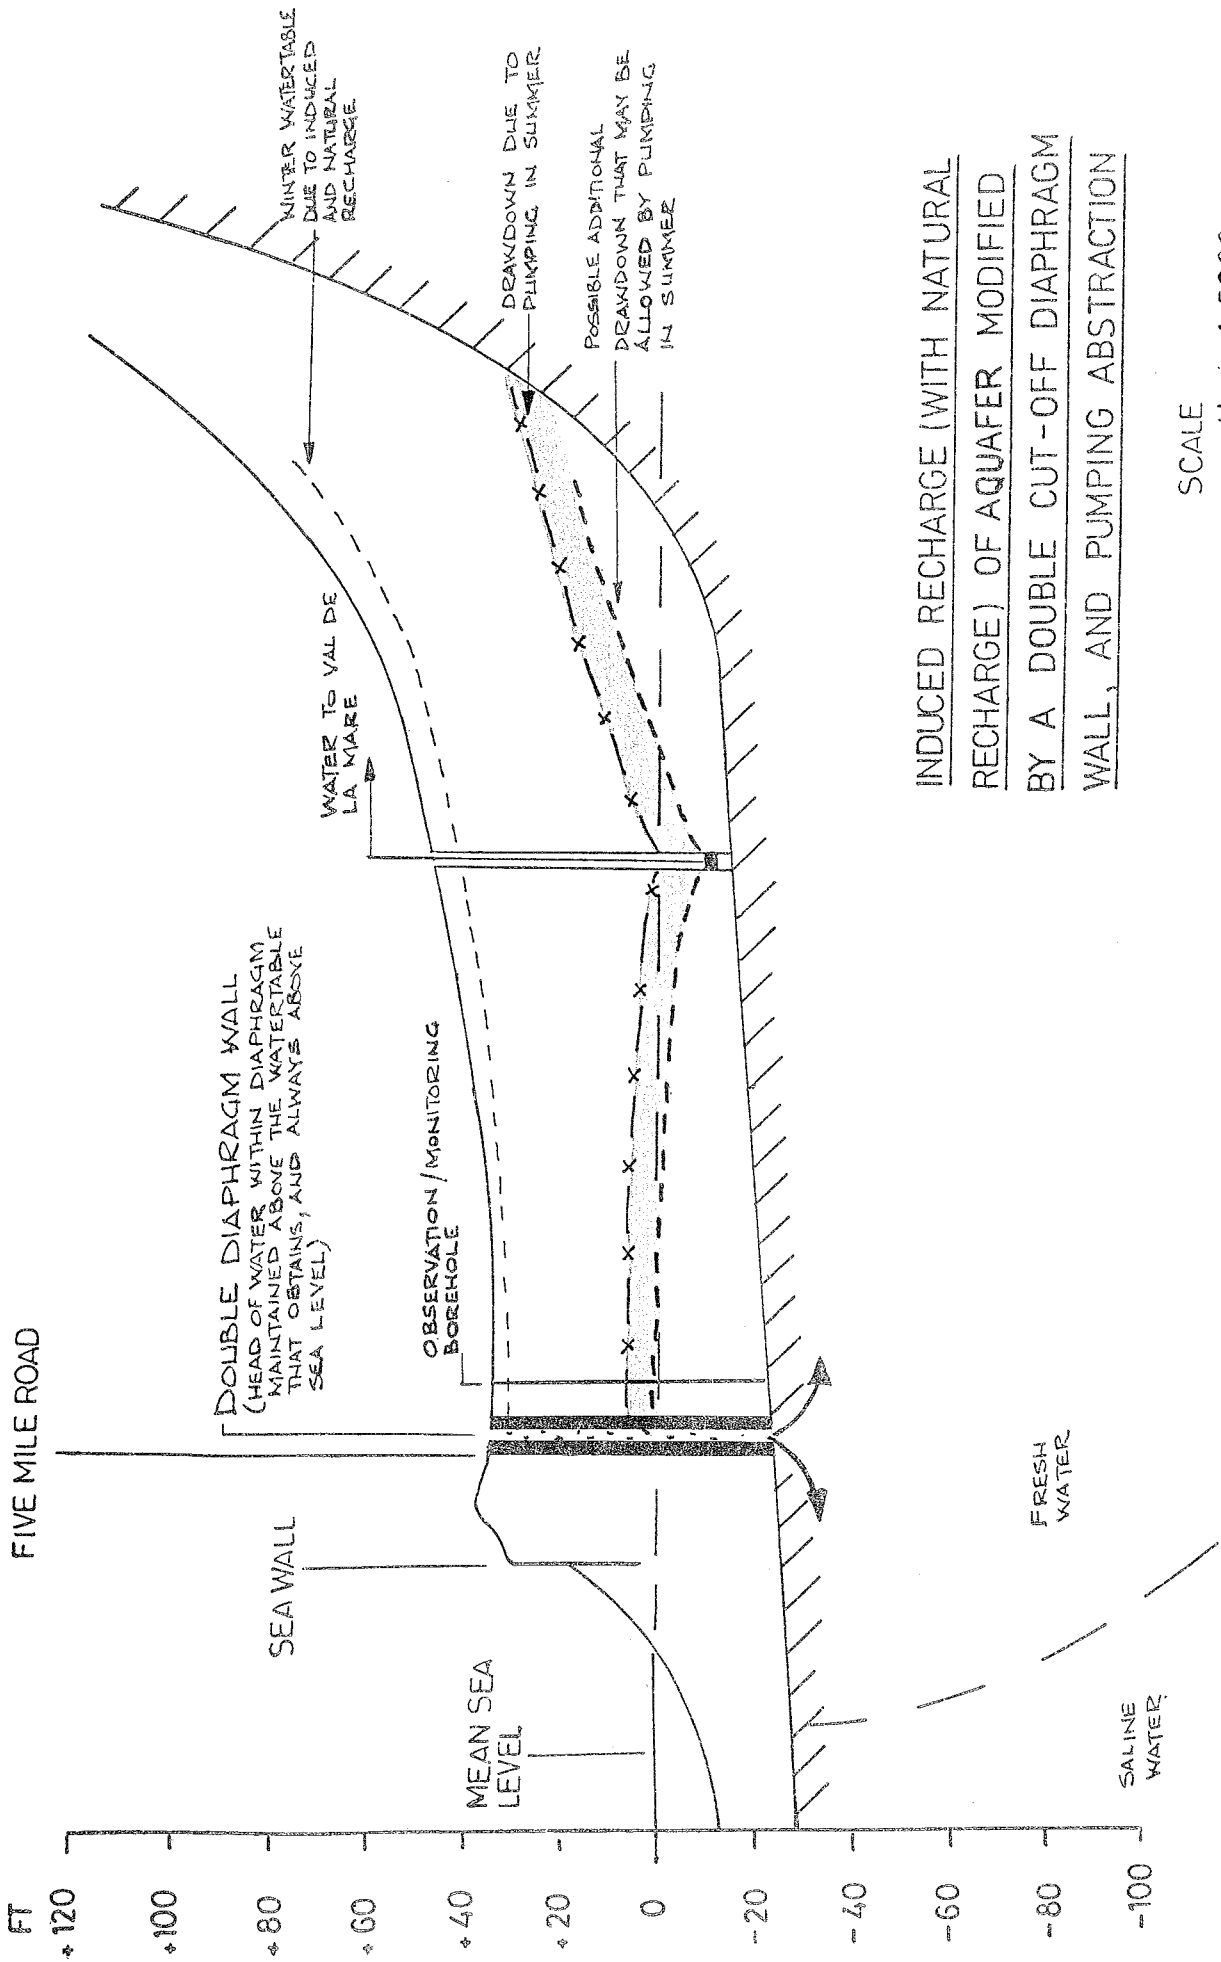 FT
+120
+100
+80
+60
+40
+20
0
-20
-40
-60
-80
-100
FIVE MILE ROAD
SEA WALL
MEAN SEA
LEVEL
DOUBLE DIAPHRAGM WALL
(HEAD OF WATER WITHIN DIAPHRAGM
MAINTAINED ABOVE THE WATERTABLE
THAT OBTAINS, AND ALWAYS ABOVE
SEA LEVEL)
OBSERVATION/MONITORING
BOREHOLE
WATER TO VAL DE
LA MARE
WINTER WATERTABLE
DUE TO INDUCED
AND NATURAL
RECHARGE
DRAWDOWN DUE TO
PUMPING IN SUMMER
POSSIBLE ADDITIONAL
DRAWDOWN THAT MAY BE
ALLOWED BY PUMPING
IN SUMMER
SALINE
WATER
FRESH
WATER
INDUCED RECHARGE (WITH NATURAL
RECHARGE) OF AQUAFER MODIFIED
BY A DOUBLE CUT-OFF DIAPHRAGM
WALL, AND PUMPING ABSTRACTION
SCALE